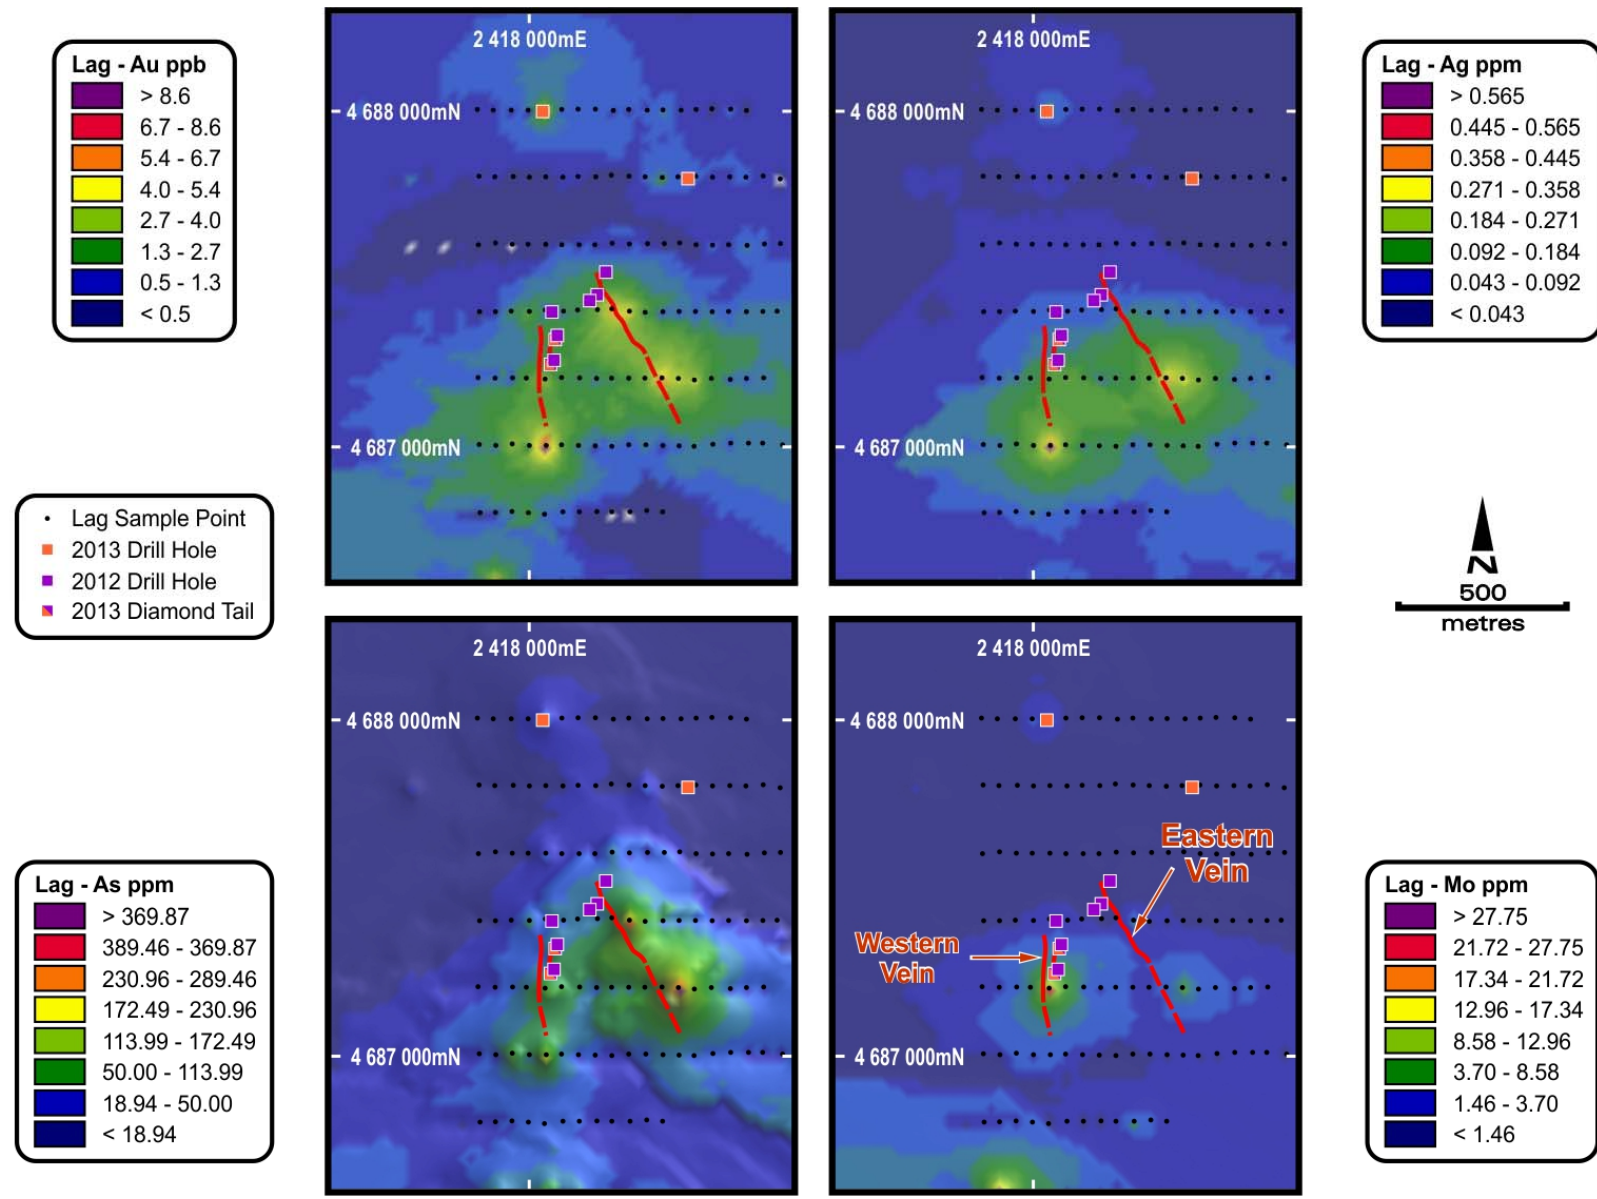 Lag - Au ppb
> 8.6
6.7 - 8.6
5.4 - 6.7
4.0 - 5.4
2.7 - 4.0
1.3 - 2.7
0.5 - 1.3
< 0.5
Lag Sample Point
2013 Drill Hole
2012 Drill Hole
2013 Diamond Tail
2 418 000mE
4 688 000mN
4 687 000mN
2 418 000mE
4 688 000mN
4 687 000mN
Lag - Ag ppm
> 0.565
0.445 - 0.565
0.358 - 0.445
0.271 - 0.358
0.184 - 0.271
0.092 - 0.184
0.043 - 0.092
< 0.043
N
500
metres
Lag - As ppm
> 369.87
389.46 - 369.87
230.96 - 289.46
172.49 - 230.96
113.99 - 172.49
50.00 - 113.99
18.94 - 50.00
< 18.94
2 418 000mE
4 688 000mN
4 687 000mN
2 418 000mE
4 688 000mN
Eastern
Vein
Western
Vein
4 687 000mN
Lag - Mo ppm
> 27.75
21.72 - 27.75
17.34 - 21.72
12.96 - 17.34
8.58 - 12.96
3.70 - 8.58
1.46 - 3.70
< 1.46